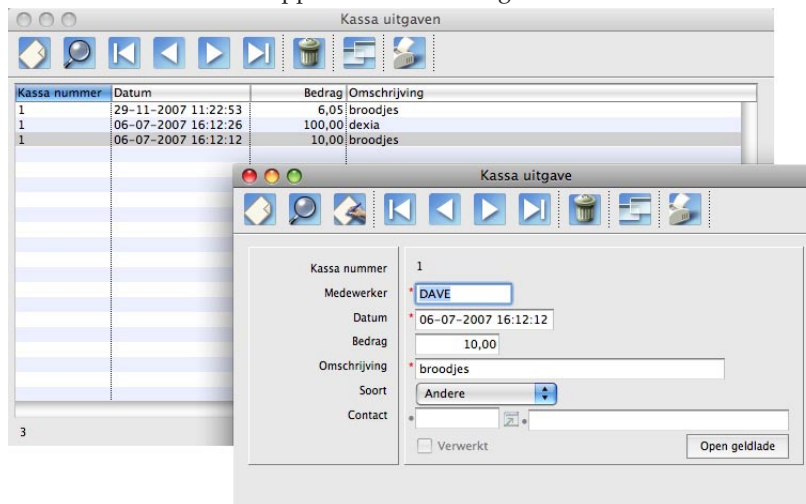 Kassa uitgaven
Kassa nummer Datum Bedrag Omschrijving
1 29-11-2007 11:22:53 6,05 broodjes
1 06-07-2007 16:12:26 100,00 dexia
1 06-07-2007 16:12:12 10,00 broodjes
3
Kassa uitgave
Kassa nummer 1
Medewerker * DAVE
Datum * 06-07-2007 16:12:12
Bedrag 10,00
Omschrijving * broodjes
Soort Andere
Contact
Verwerkt Open geldlade